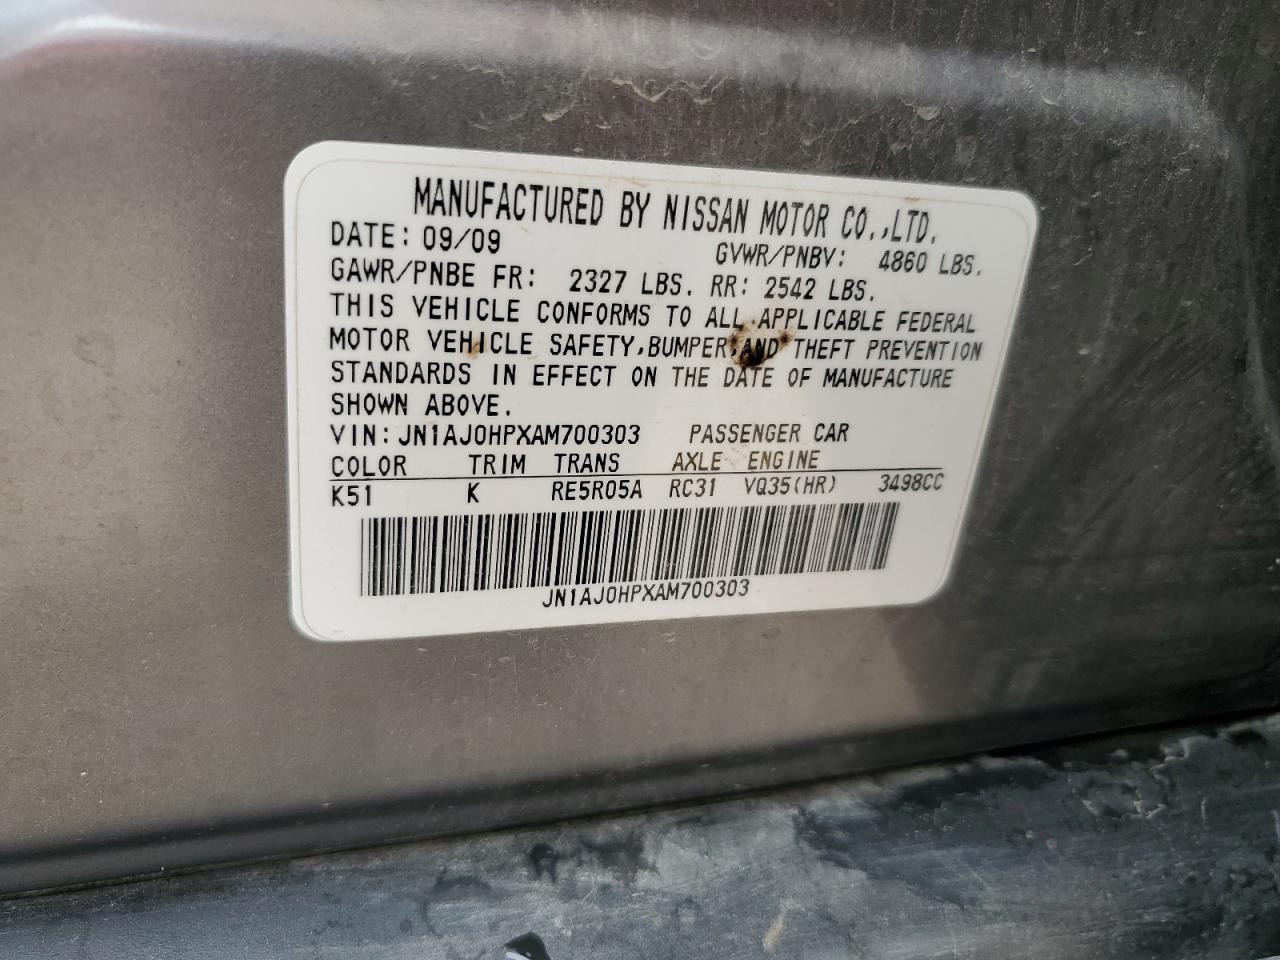 MANUFACTURED BY NISSAN MOTOR CO.,LTD.
DATE: 09/09 GVWR/PNBV: 4860 LBS.
GAWR/PNBE FR: 2327 LBS. RR: 2542 LBS.
THIS VEHICLE CONFORMS TO ALL APPLICABLE FEDERAL
MOTOR VEHICLE SAFETY,BUMPER,AND THEFT PREVENTION
STANDARDS IN EFFECT ON THE DATE OF MANUFACTURE
SHOWN ABOVE.
VIN:JN1AJ0HPXAM700303 PASSENGER CAR
COLOR TRIM TRANS AXLE ENGINE
K51 K RE5R05A RC31 VQ35(HR) 3498CC
JN1AJ0HPXAM700303